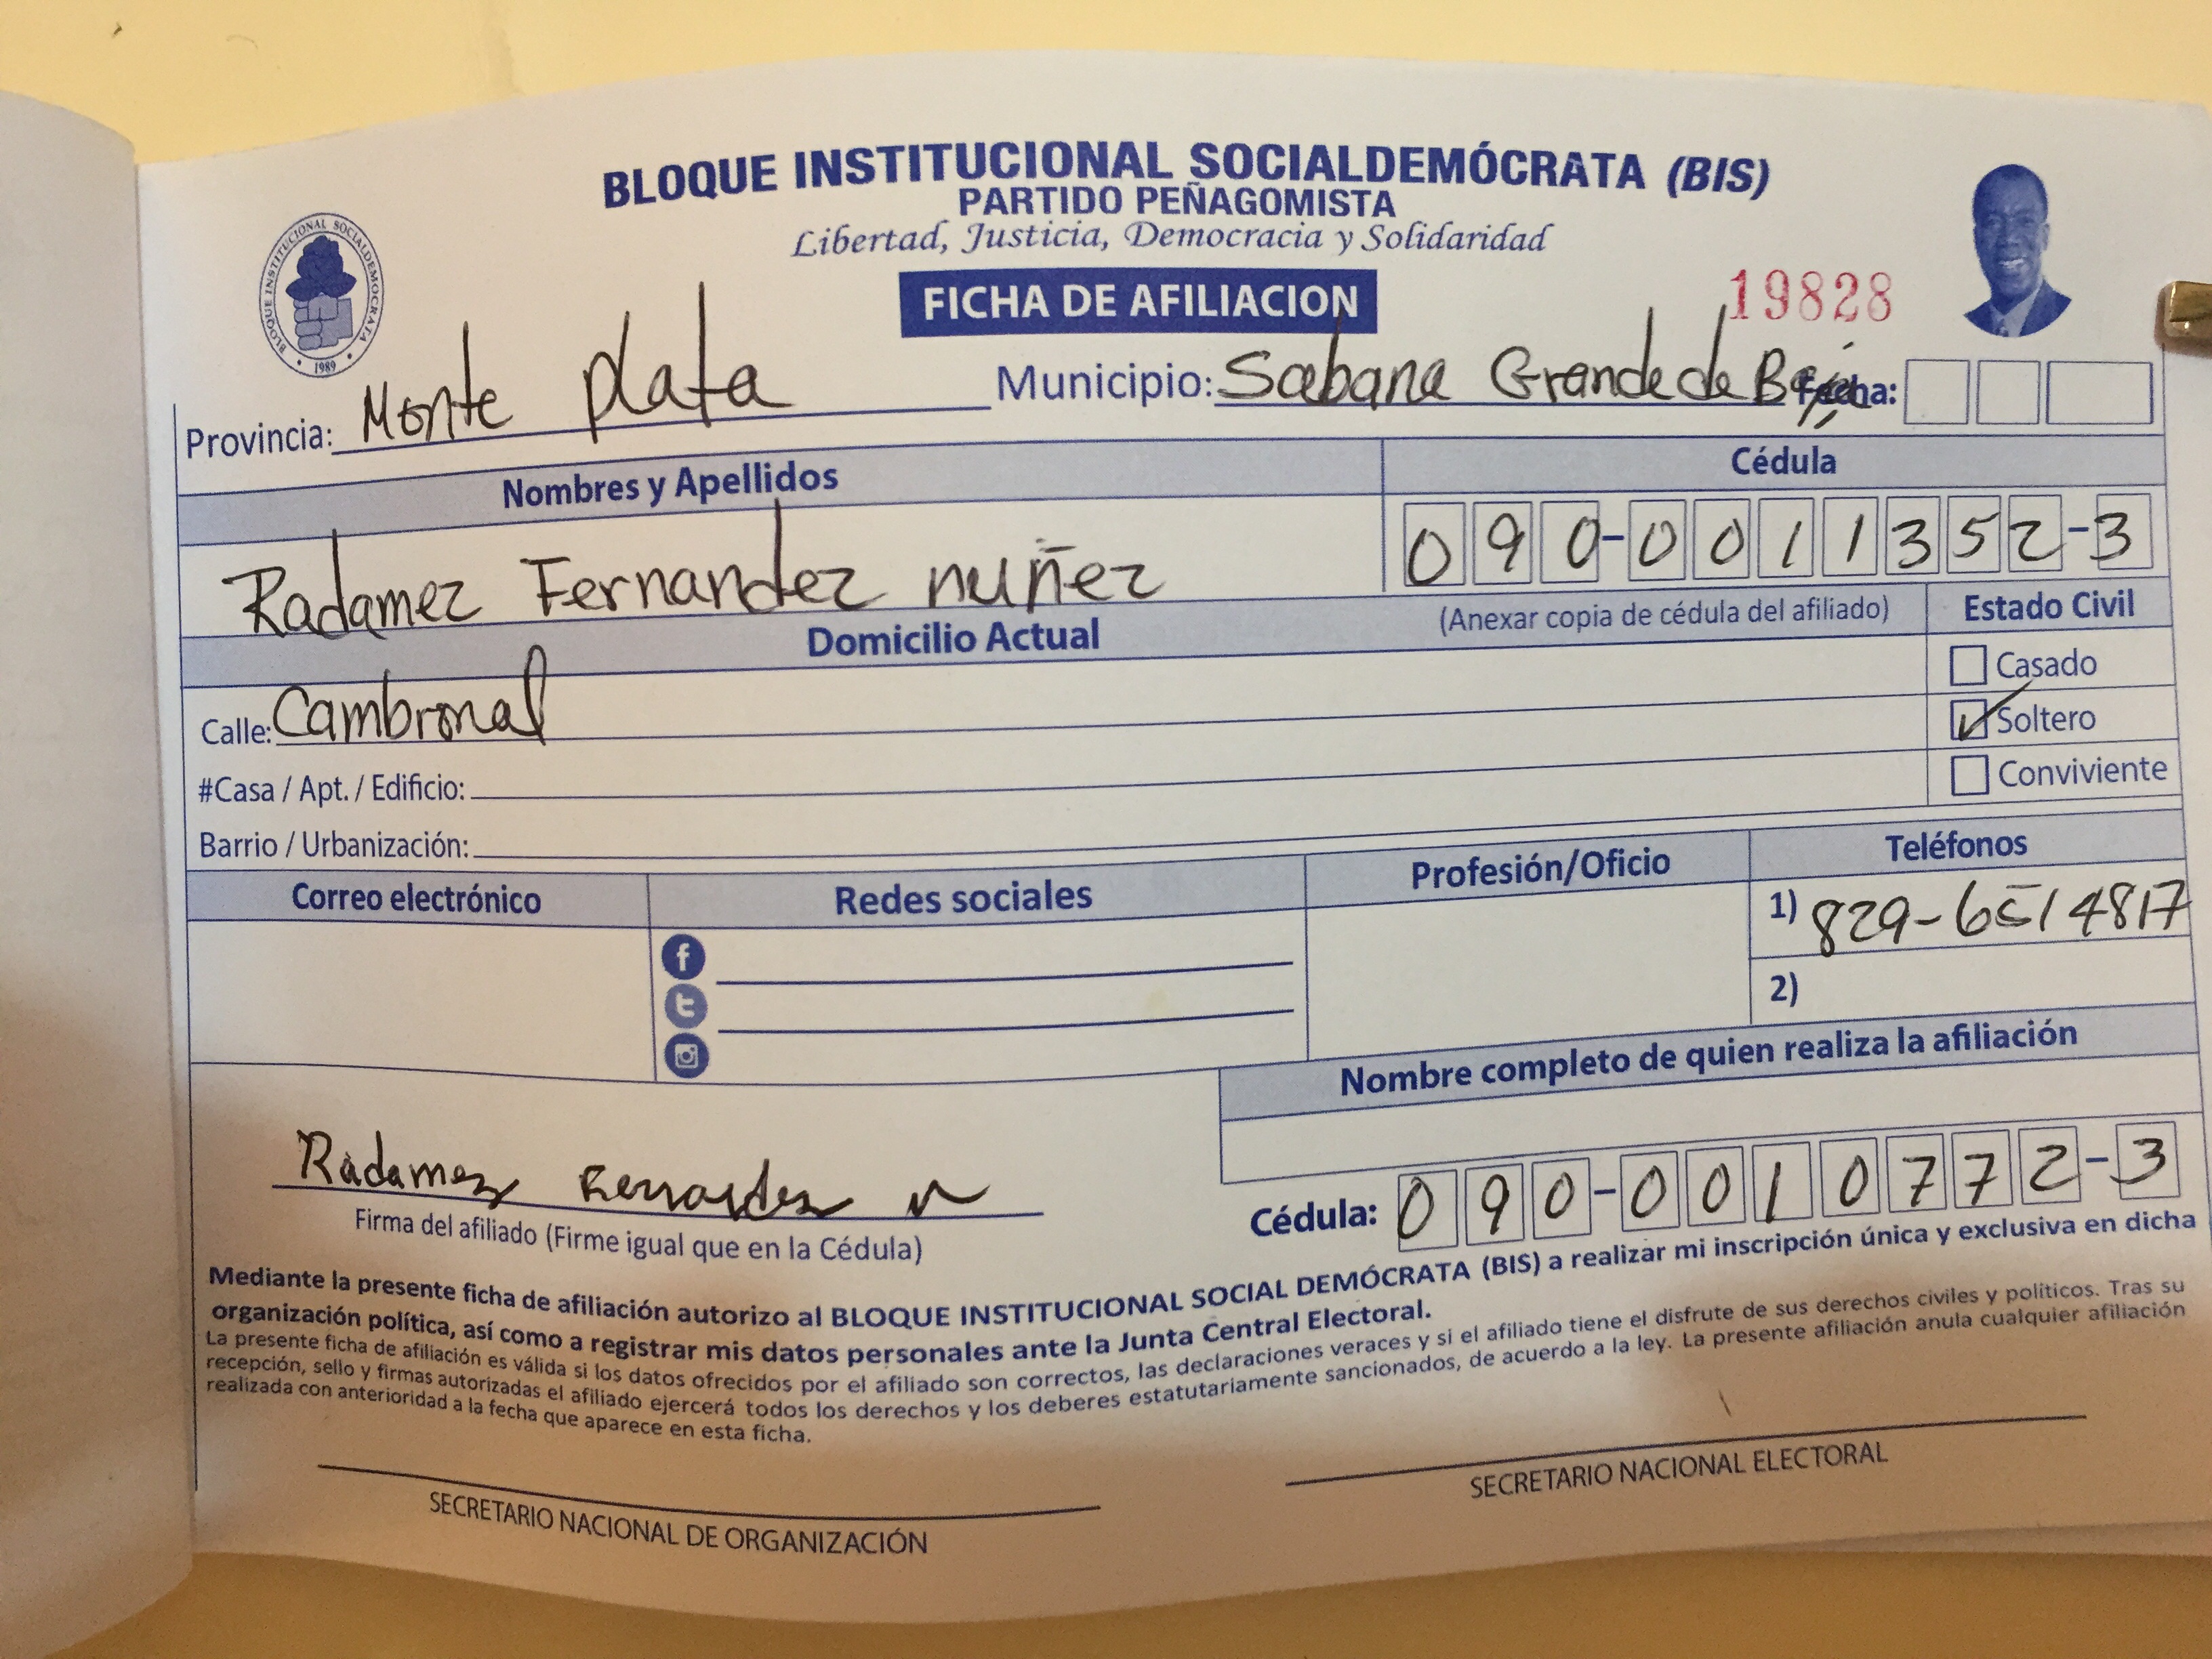 BLOQUE INSTITUCIONAL SOCIALDEMÓCRATA (BIS)
PARTIDO PEÑAGOMISTA
Libertad, Justicia, Democracia y Solidaridad
BLOQUE INSTITUCIONAL SOCIALDEMOCRATA
• 1989 •
FICHA DE AFILIACION
19828
Provincia: Monte plata Municipio: Sabana Grande de Boya Fecha:
Nombres y Apellidos Cédula
Radamez Fernandez nuñez 090-0011352-3
(Anexar copia de cédula del afiliado) Estado Civil
Domicilio Actual
Casado
Calle: Cambronal
Soltero
#Casa / Apt. / Edificio:
Conviviente
Barrio / Urbanización:
Correo electrónico Redes sociales Profesión/Oficio Teléfonos
1) 829-6514817
2)
Nombre completo de quien realiza la afiliación
Radamez Fernandez N
Cédula: 090-0010772-3
Firma del afiliado (Firme igual que en la Cédula)
Mediante la presente ficha de afiliación autorizo al BLOQUE INSTITUCIONAL SOCIAL DEMÓCRATA (BIS) a realizar mi inscripción única y exclusiva en dicha
organización política, así como a registrar mis datos personales ante la Junta Central Electoral.
La presente ficha de afiliación es válida si los datos ofrecidos por el afiliado son correctos, las declaraciones veraces y si el afiliado tiene el disfrute de sus derechos civiles y políticos. Tras su
recepción, sello y firmas autorizadas el afiliado ejercerá todos los derechos y los deberes estatutariamente sancionados, de acuerdo a la ley. La presente afiliación anula cualquier afiliación
realizada con anterioridad a la fecha que aparece en esta ficha.
SECRETARIO NACIONAL DE ORGANIZACIÓN
SECRETARIO NACIONAL ELECTORAL